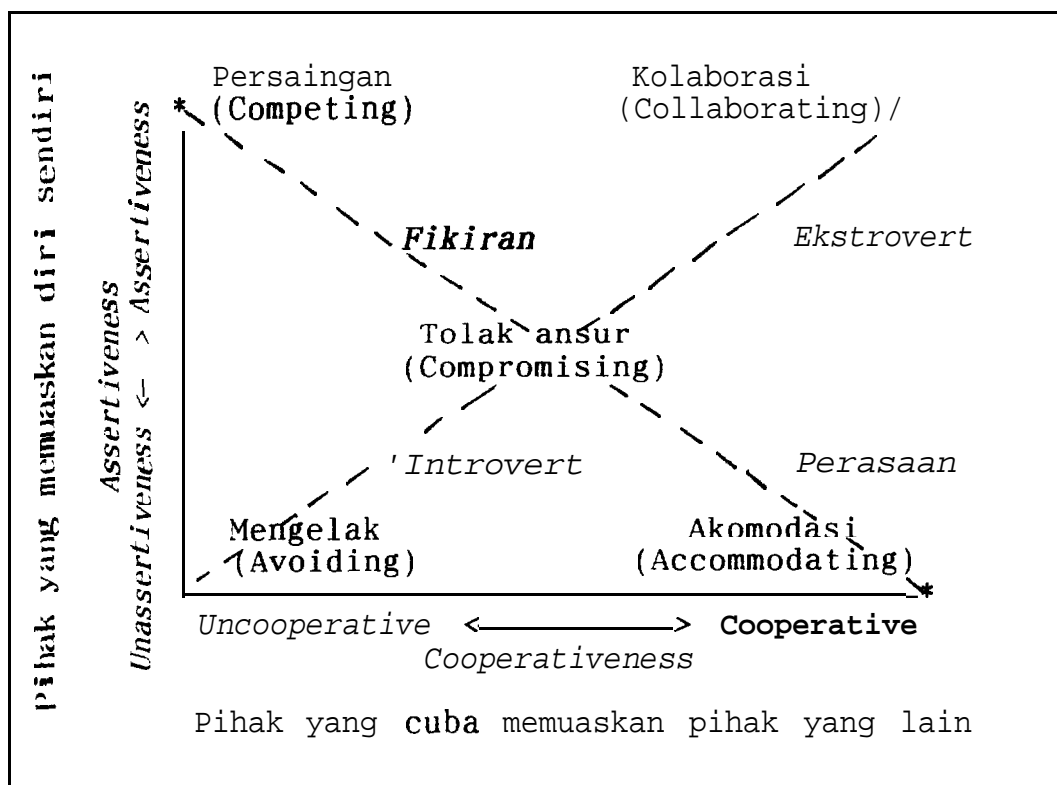 Persaingan
(Competing)
Kolaborasi
(Collaborating)/
Fikiran
Ekstrovert
Tolak ansur
(Compromising)
'Introvert
Perasaan
Mengelak
(Avoiding)
Akomodasi
(Accommodating)
Pihak yang memuaskan diri sendiri
Assertiveness
Unassertiveness <— > Assertiveness
Uncooperative <———> Cooperative
Cooperativeness
Pihak yang cuba memuaskan pihak yang lain